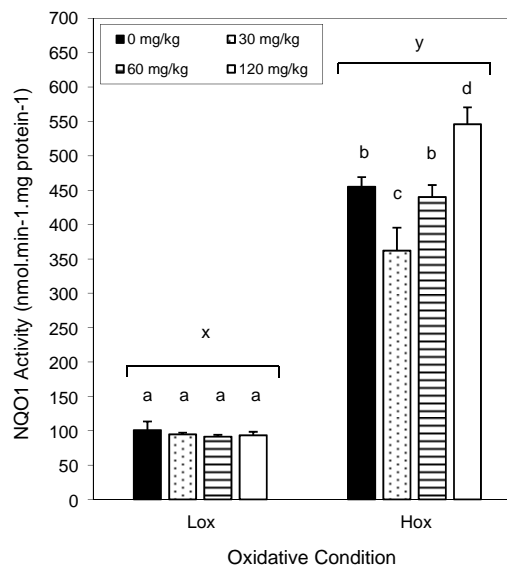 700
650
600
550
500
450
400
350
300
250
200
150
100
50
0
NQO1 Activity (nmol.min-1.mg protein-1)
0 mg/kg 30 mg/kg
60 mg/kg 120 mg/kg
y
d
b b
c
x
a a a a
Lox Hox
Oxidative Condition